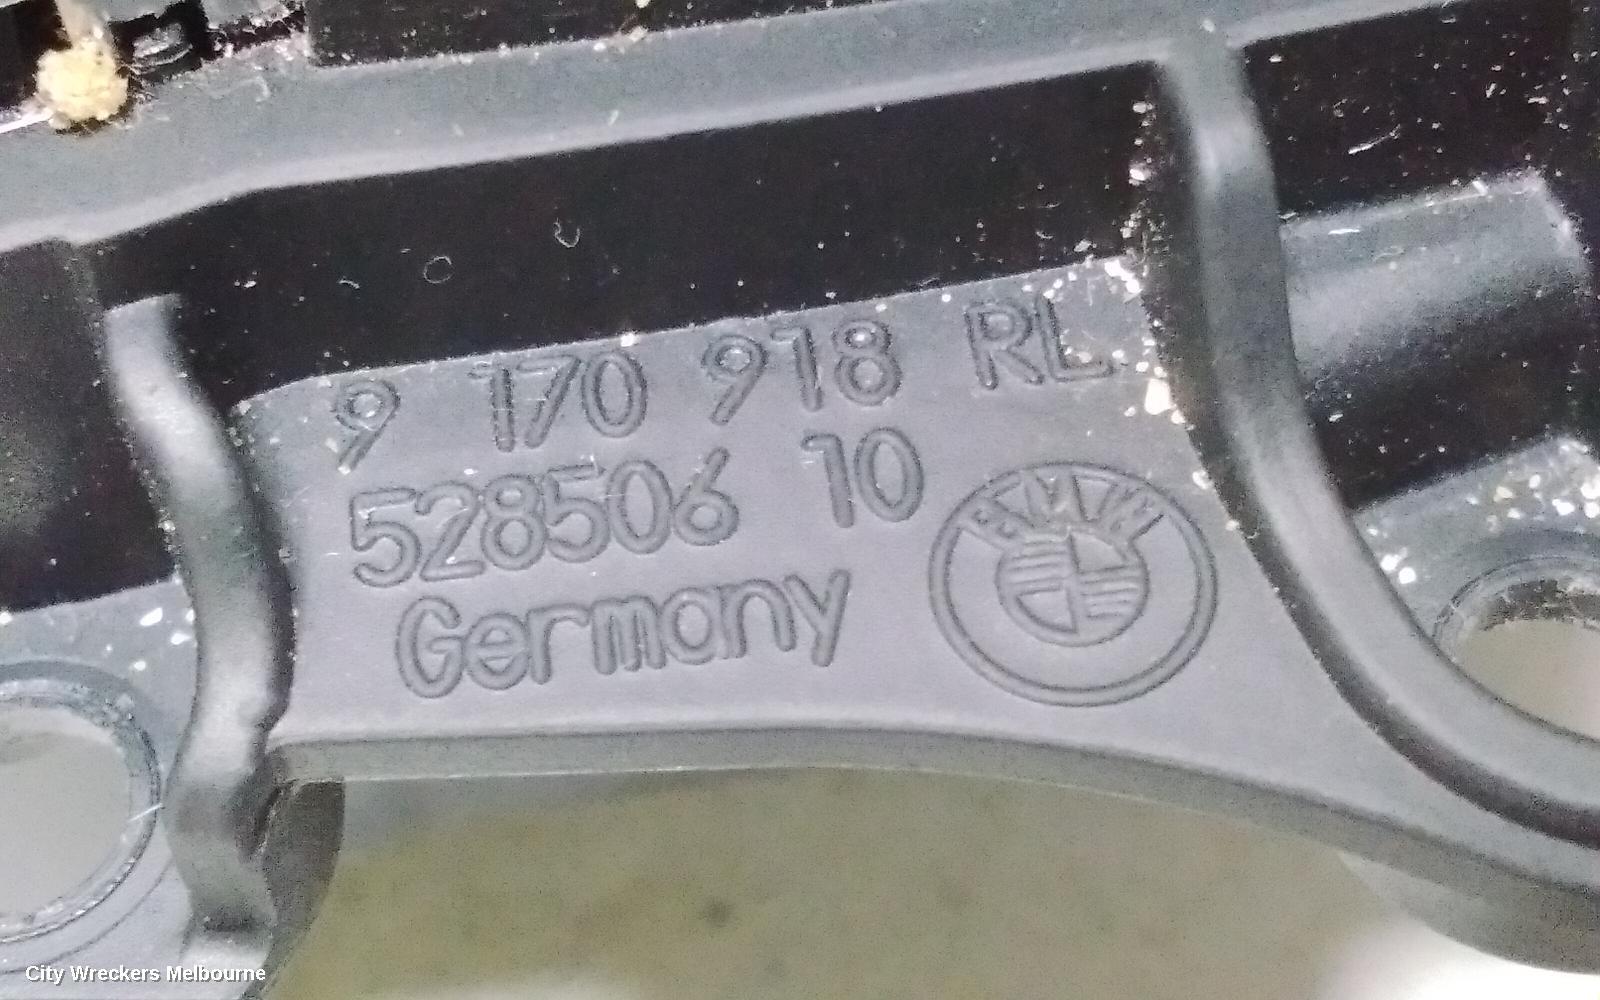 9 170 918 RL
528506 10
Germany
BMW
City Wreckers Melbourne